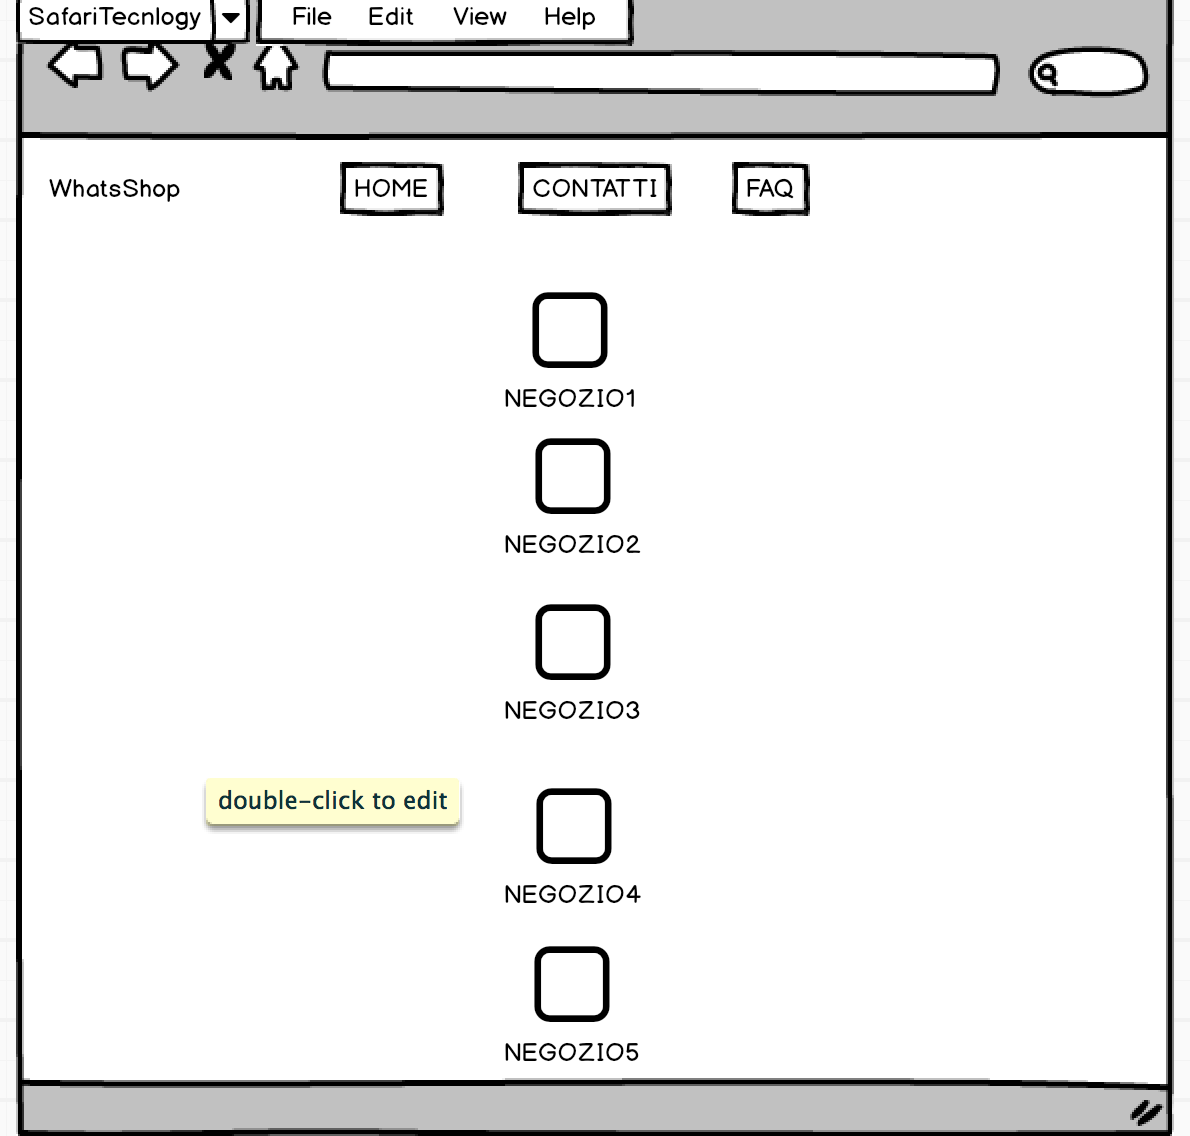 SafariTecnlogy File Edit View Help
WhatsShop HOME CONTATTI FAQ
NEGOZIO1
NEGOZIO2
NEGOZIO3
double-click to edit
NEGOZIO4
NEGOZIO5